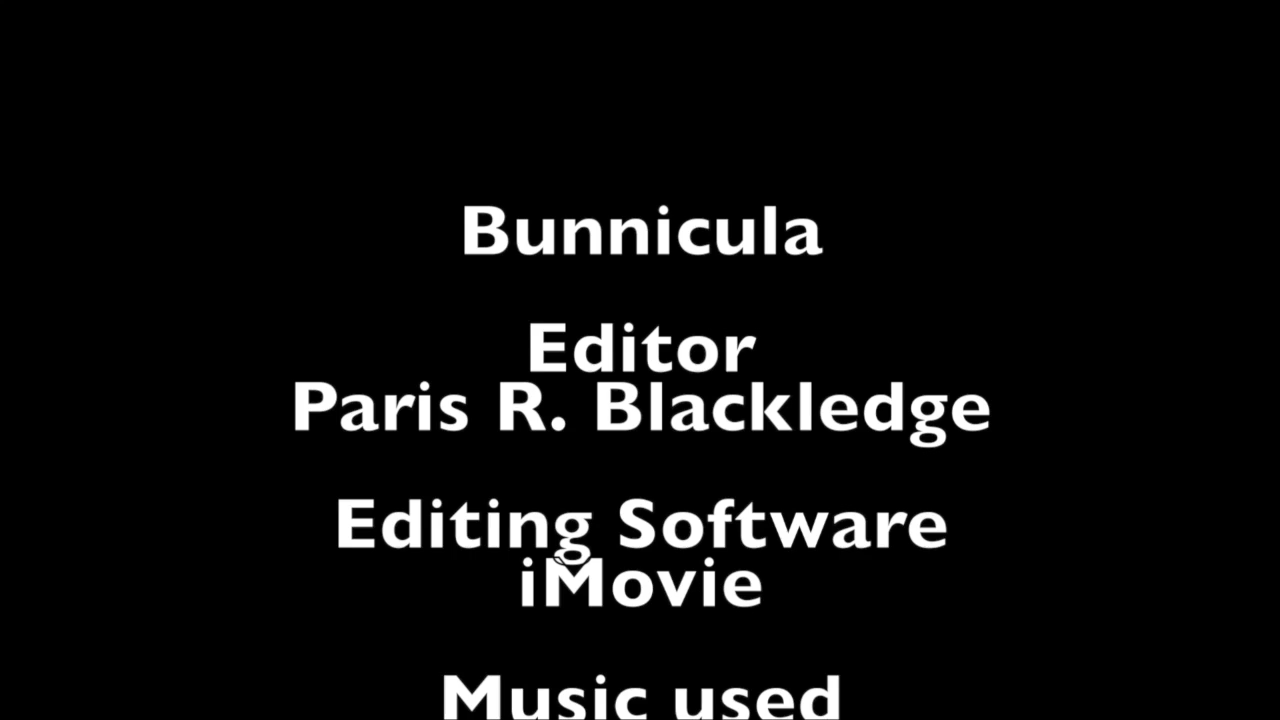 Bunnicula
Editor
Paris R. Blackledge
Editing Software
iMovie
Music used